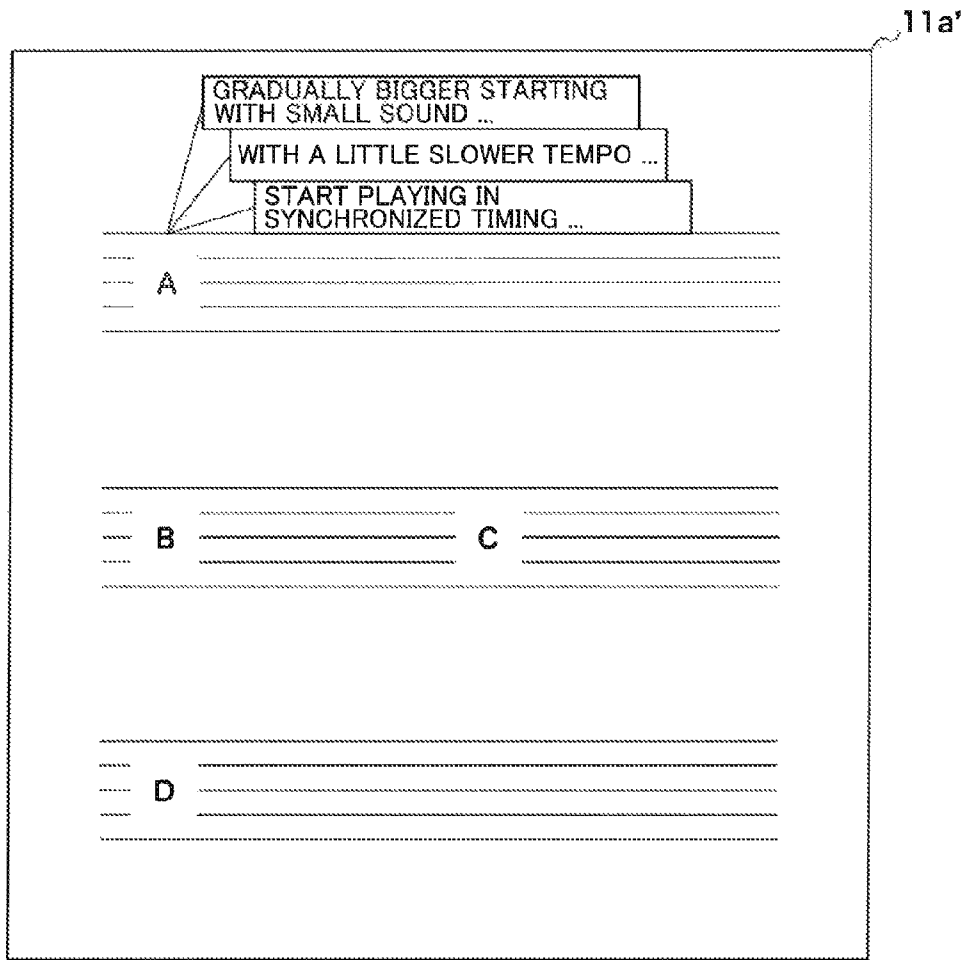 11a'
GRADUALLY BIGGER STARTING
WITH SMALL SOUND ...
WITH A LITTLE SLOWER TEMPO ...
START PLAYING IN
SYNCHRONIZED TIMING ...
A
B C
D